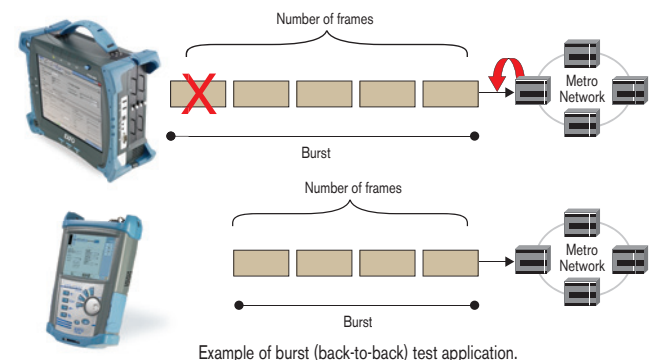 Number of frames
X
Metro
Network
Burst
EXFO
Number of frames
Metro
Network
Burst
Example of burst (back-to-back) test application.